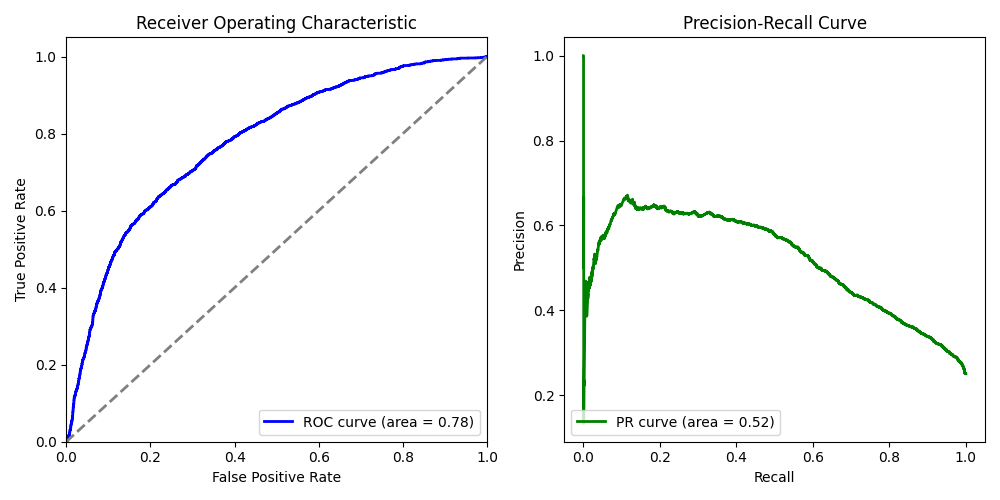 Receiver Operating Characteristic
1.0
0.8
0.6
0.4
0.2
0.0
True Positive Rate
ROC curve (area = 0.78)
0.0 0.2 0.4 0.6 0.8 1.0
False Positive Rate
Precision-Recall Curve
1.0
0.8
0.6
0.4
0.2
Precision
PR curve (area = 0.52)
0.0 0.2 0.4 0.6 0.8 1.0
Recall